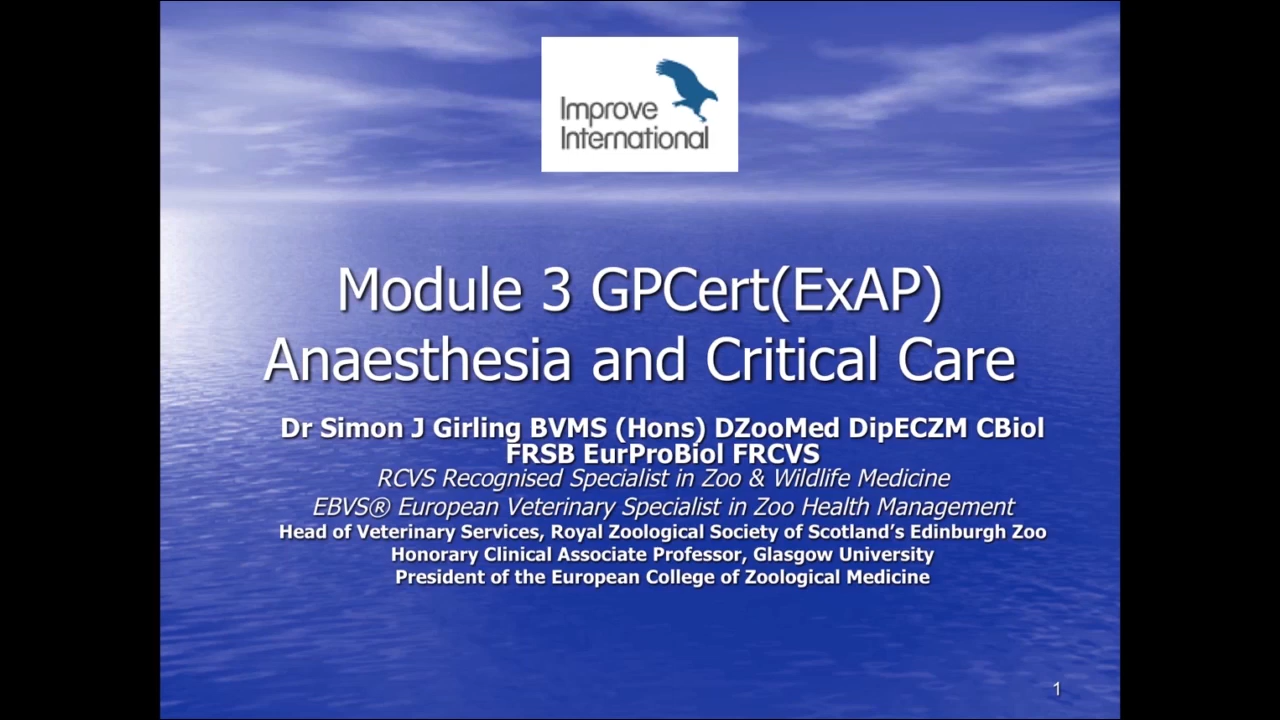 Improve
International
Module 3 GPCert(ExAP)
Anaesthesia and Critical Care
Dr Simon J Girling BVMS (Hons) DZooMed DipECZM CBiol
FRSB EurProBiol FRCVS
RCVS Recognised Specialist in Zoo & Wildlife Medicine
EBVS® European Veterinary Specialist in Zoo Health Management
Head of Veterinary Services, Royal Zoological Society of Scotland’s Edinburgh Zoo
Honorary Clinical Associate Professor, Glasgow University
President of the European College of Zoological Medicine
1